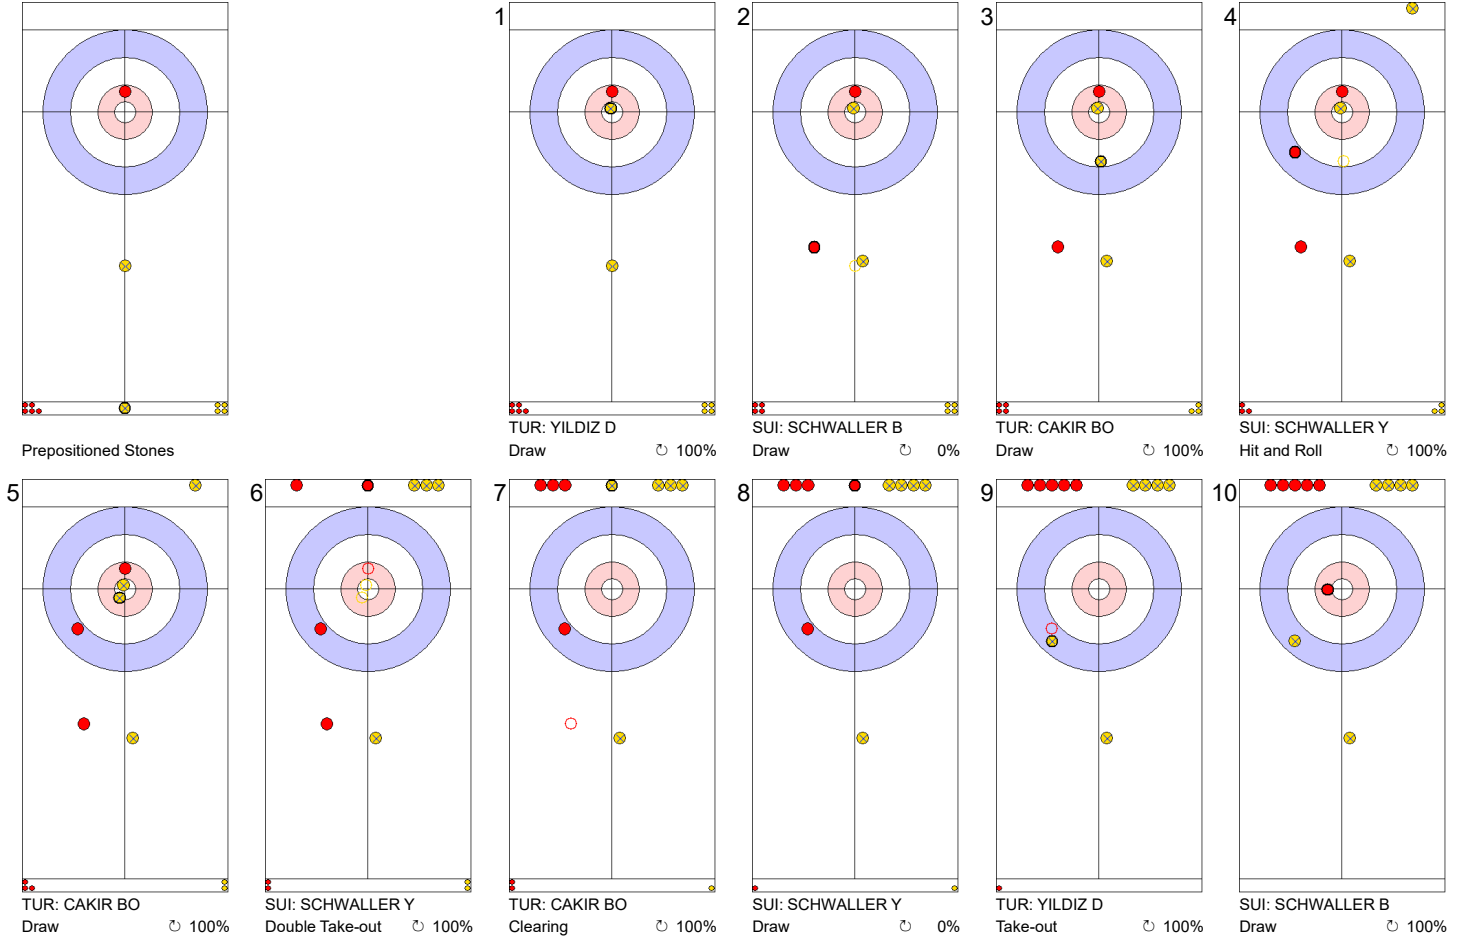 1
2
3
4
Prepositioned Stones
TUR: YILDIZ D
Draw ↻ 100%
SUI: SCHWALLER B
Draw ↻ 0%
TUR: CAKIR BO
Draw ↻ 100%
SUI: SCHWALLER Y
Hit and Roll ↻ 100%
5
6
7
8
9
10
TUR: CAKIR BO
Draw ↻ 100%
SUI: SCHWALLER Y
Double Take-out ↻ 100%
TUR: CAKIR BO
Clearing ↻ 100%
SUI: SCHWALLER Y
Draw ↻ 0%
TUR: YILDIZ D
Take-out ↻ 100%
SUI: SCHWALLER B
Draw ↻ 100%